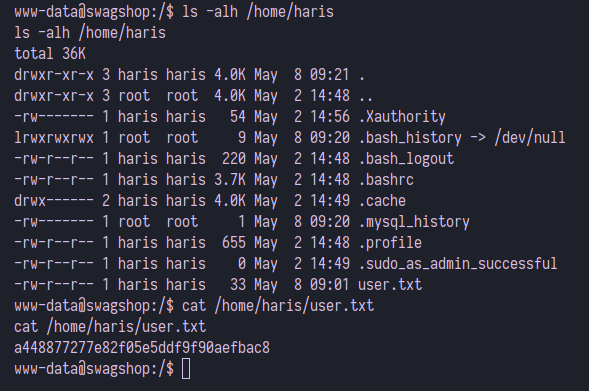 www-data@swagshop:/$ ls -alh /home/haris
ls -alh /home/haris
total 36K
drwxr-xr-x 3 haris haris 4.0K May  8 09:21 .
drwxr-xr-x 3 root  root  4.0K May  2 14:48 ..
-rw------- 1 haris haris   54 May  2 14:56 .Xauthority
lrwxrwxrwx 1 root  root     9 May  8 09:20 .bash_history -> /dev/null
-rw-r--r-- 1 haris haris  220 May  2 14:48 .bash_logout
-rw-r--r-- 1 haris haris 3.7K May  2 14:48 .bashrc
drwx------ 2 haris haris 4.0K May  2 14:49 .cache
-rw------- 1 root  root     1 May  8 09:20 .mysql_history
-rw-r--r-- 1 haris haris  655 May  2 14:48 .profile
-rw-r--r-- 1 haris haris    0 May  2 14:49 .sudo_as_admin_successful
-rw-r--r-- 1 haris haris   33 May  8 09:01 user.txt
www-data@swagshop:/$ cat /home/haris/user.txt
cat /home/haris/user.txt
a448877277e82f05e5ddf9f90aefbac8
www-data@swagshop:/$